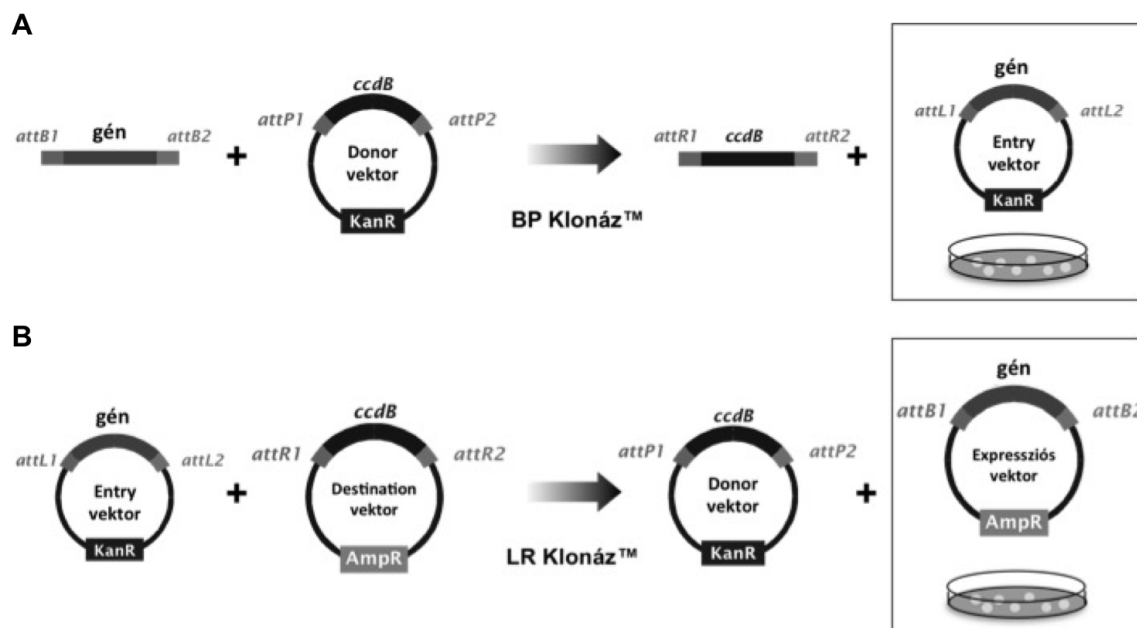 A
attB1
gén
attB2
+
ccdB
attP1
attP2
Donor
vektor
KanR
BP Klonáz™
attR1
ccdB
attR2
+
gén
attL1
attL2
Entry
vektor
KanR
B
gén
attL1
attL2
Entry
vektor
KanR
+
ccdB
attR1
attR2
Destination
vektor
AmpR
LR Klonáz™
ccdB
attP1
attP2
Donor
vektor
KanR
+
gén
attB1
attB2
Expressziós
vektor
AmpR